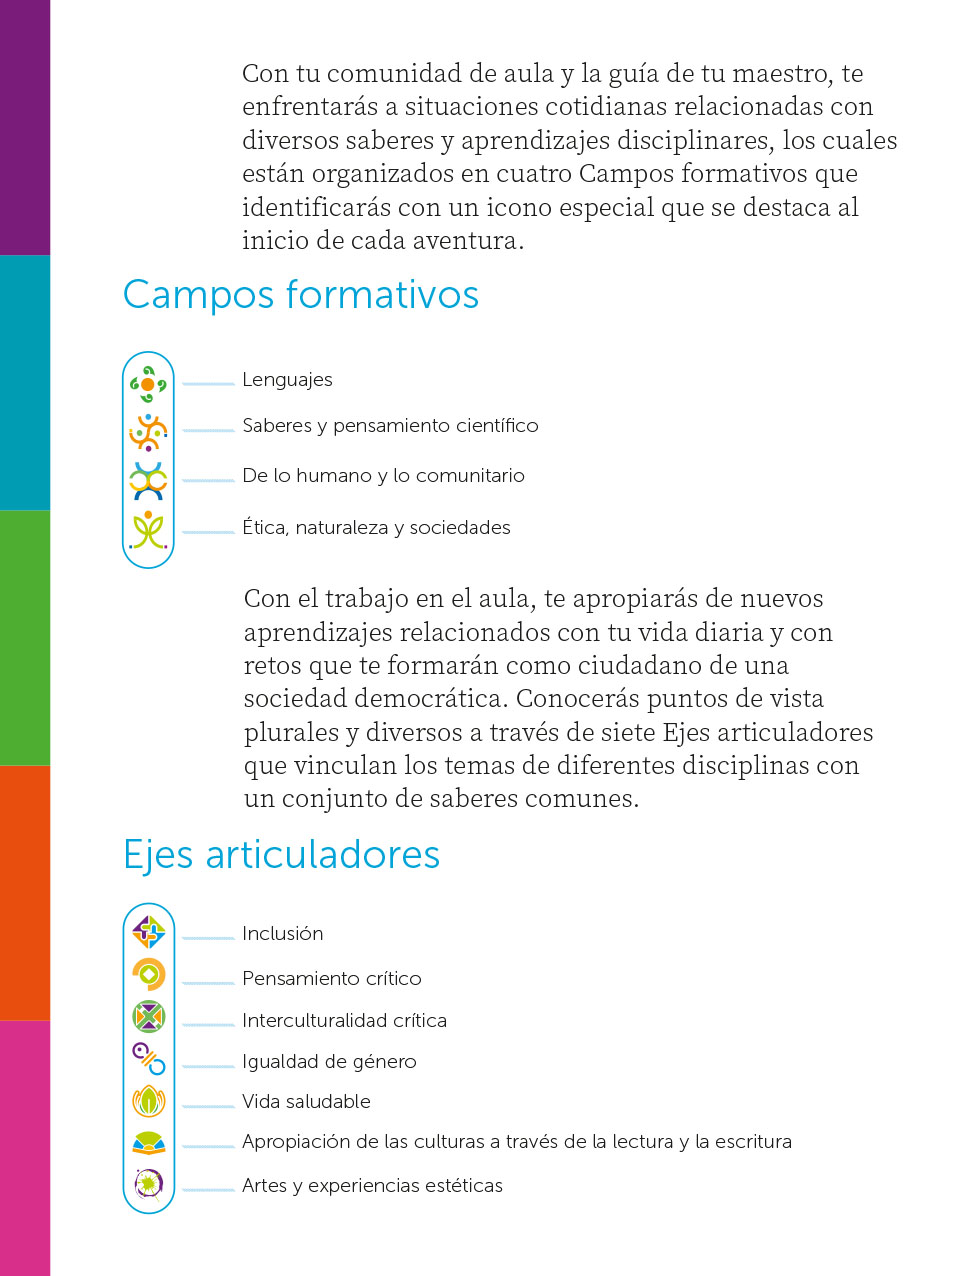 Con tu comunidad de aula y la guía de tu maestro, te
enfrentarás a situaciones cotidianas relacionadas con
diversos saberes y aprendizajes disciplinares, los cuales
están organizados en cuatro Campos formativos que
identificarás con un icono especial que se destaca al
inicio de cada aventura.
Campos formativos
Lenguajes
Saberes y pensamiento científico
De lo humano y lo comunitario
Ética, naturaleza y sociedades
Con el trabajo en el aula, te apropiarás de nuevos
aprendizajes relacionados con tu vida diaria y con
retos que te formarán como ciudadano de una
sociedad democrática. Conocerás puntos de vista
plurales y diversos a través de siete Ejes articuladores
que vinculan los temas de diferentes disciplinas con
un conjunto de saberes comunes.
Ejes articuladores
Inclusión
Pensamiento crítico
Interculturalidad crítica
Igualdad de género
Vida saludable
Apropiación de las culturas a través de la lectura y la escritura
Artes y experiencias estéticas